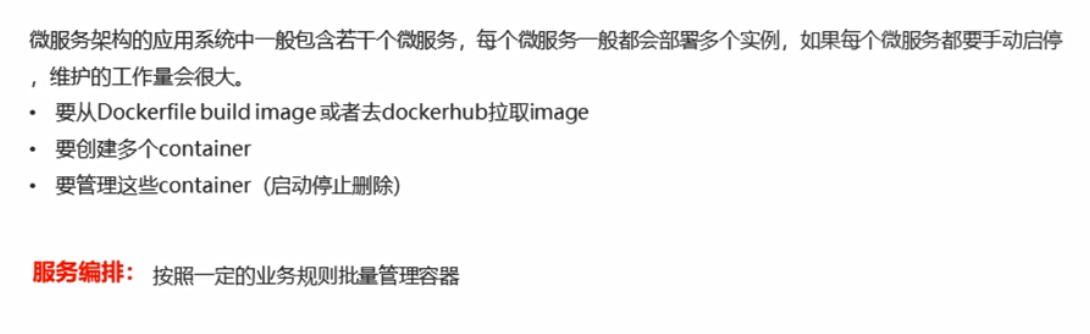 微服务架构的应用系统中一般包含若干个微服务，每个微服务一般都会部署多个实例，如果每个微服务都要手动启停
，维护的工作量会很大。
• 要从Dockerfile build image 或者去dockerhub拉取image
• 要创建多个container
• 要管理这些container（启动停止删除）
服务编排： 按照一定的业务规则批量管理容器